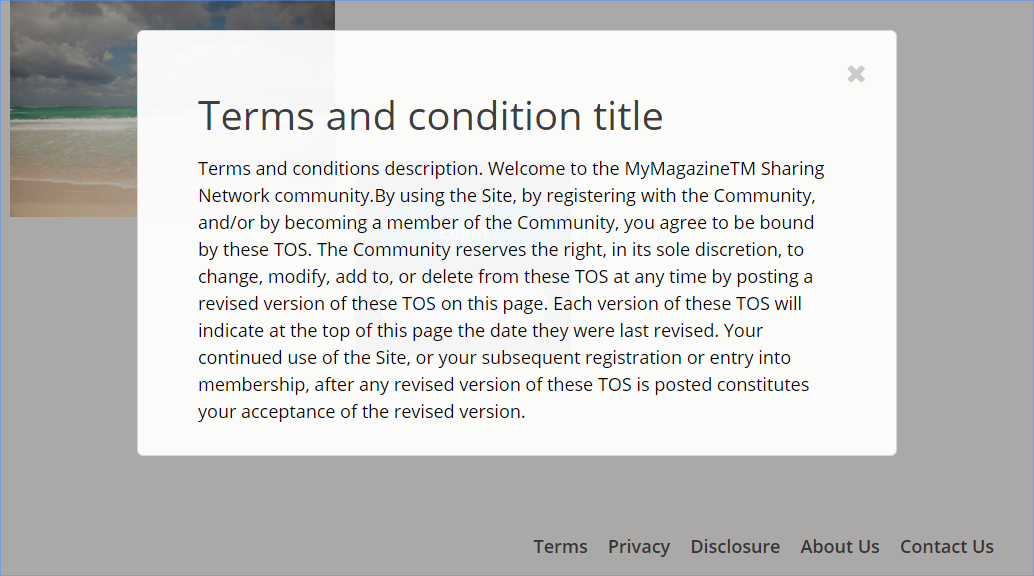 Terms and condition title
Terms and conditions description. Welcome to the MyMagazineTM Sharing
Network community.By using the Site, by registering with the Community,
and/or by becoming a member of the Community, you agree to be bound
by these TOS. The Community reserves the right, in its sole discretion, to
change, modify, add to, or delete from these TOS at any time by posting a
revised version of these TOS on this page. Each version of these TOS will
indicate at the top of this page the date they were last revised. Your
continued use of the Site, or your subsequent registration or entry into
membership, after any revised version of these TOS is posted constitutes
your acceptance of the revised version.
Terms Privacy Disclosure About Us Contact Us